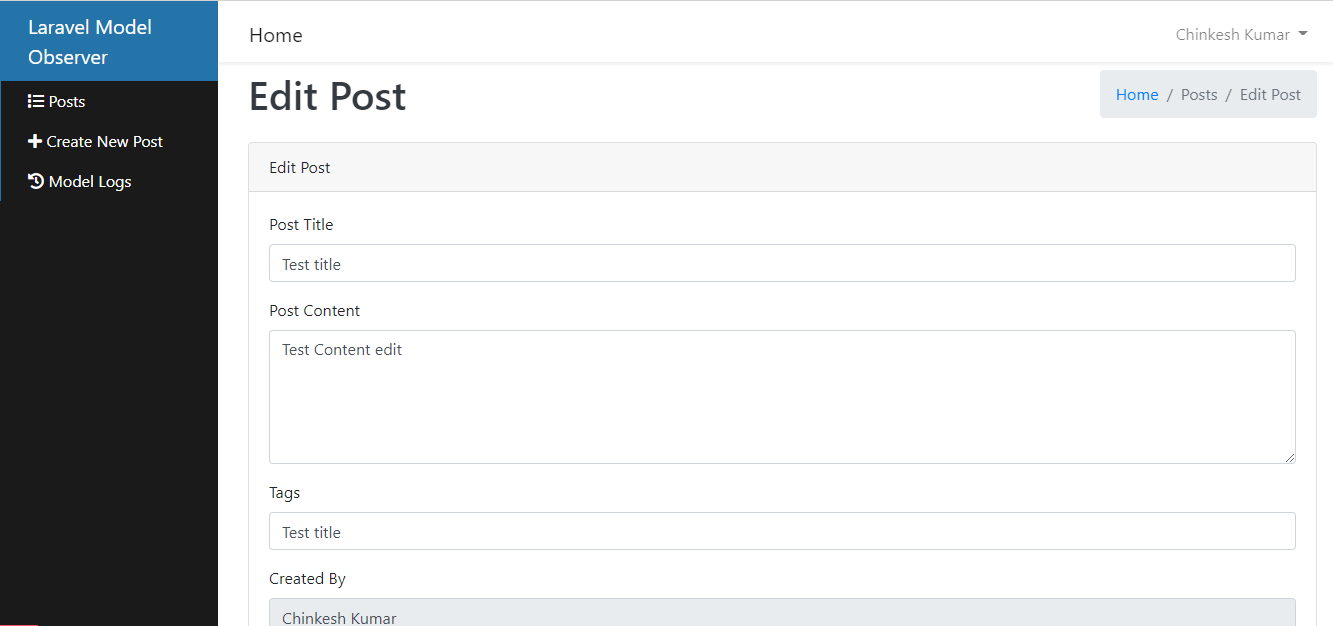 Laravel Model
Observer
Posts
Create New Post
Model Logs
Home
Chinkesh Kumar
Edit Post
Home / Posts / Edit Post
Edit Post
Post Title
Test title
Post Content
Test Content edit
Tags
Test title
Created By
Chinkesh Kumar